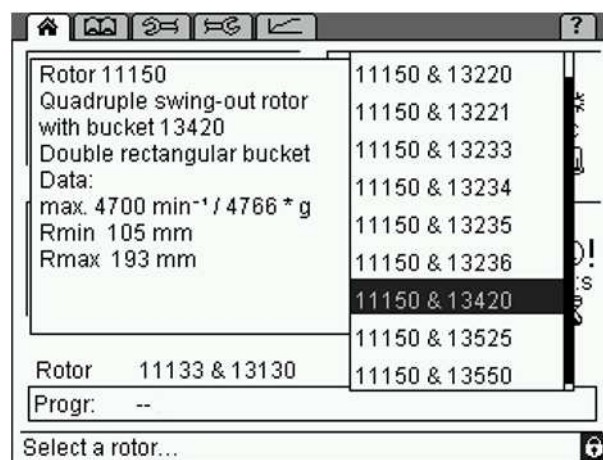 ?
Rotor 11150
Quadruple swing-out rotor
with bucket 13420
Double rectangular bucket
Data:
max. 4700 min⁻¹ / 4766 * g
Rmin 105 mm
Rmax 193 mm
11150 & 13220
11150 & 13221
11150 & 13233
11150 & 13234
11150 & 13235
11150 & 13236
11150 & 13420
11150 & 13525
11150 & 13550
Rotor 11133 & 13130
Progr: --
Select a rotor...